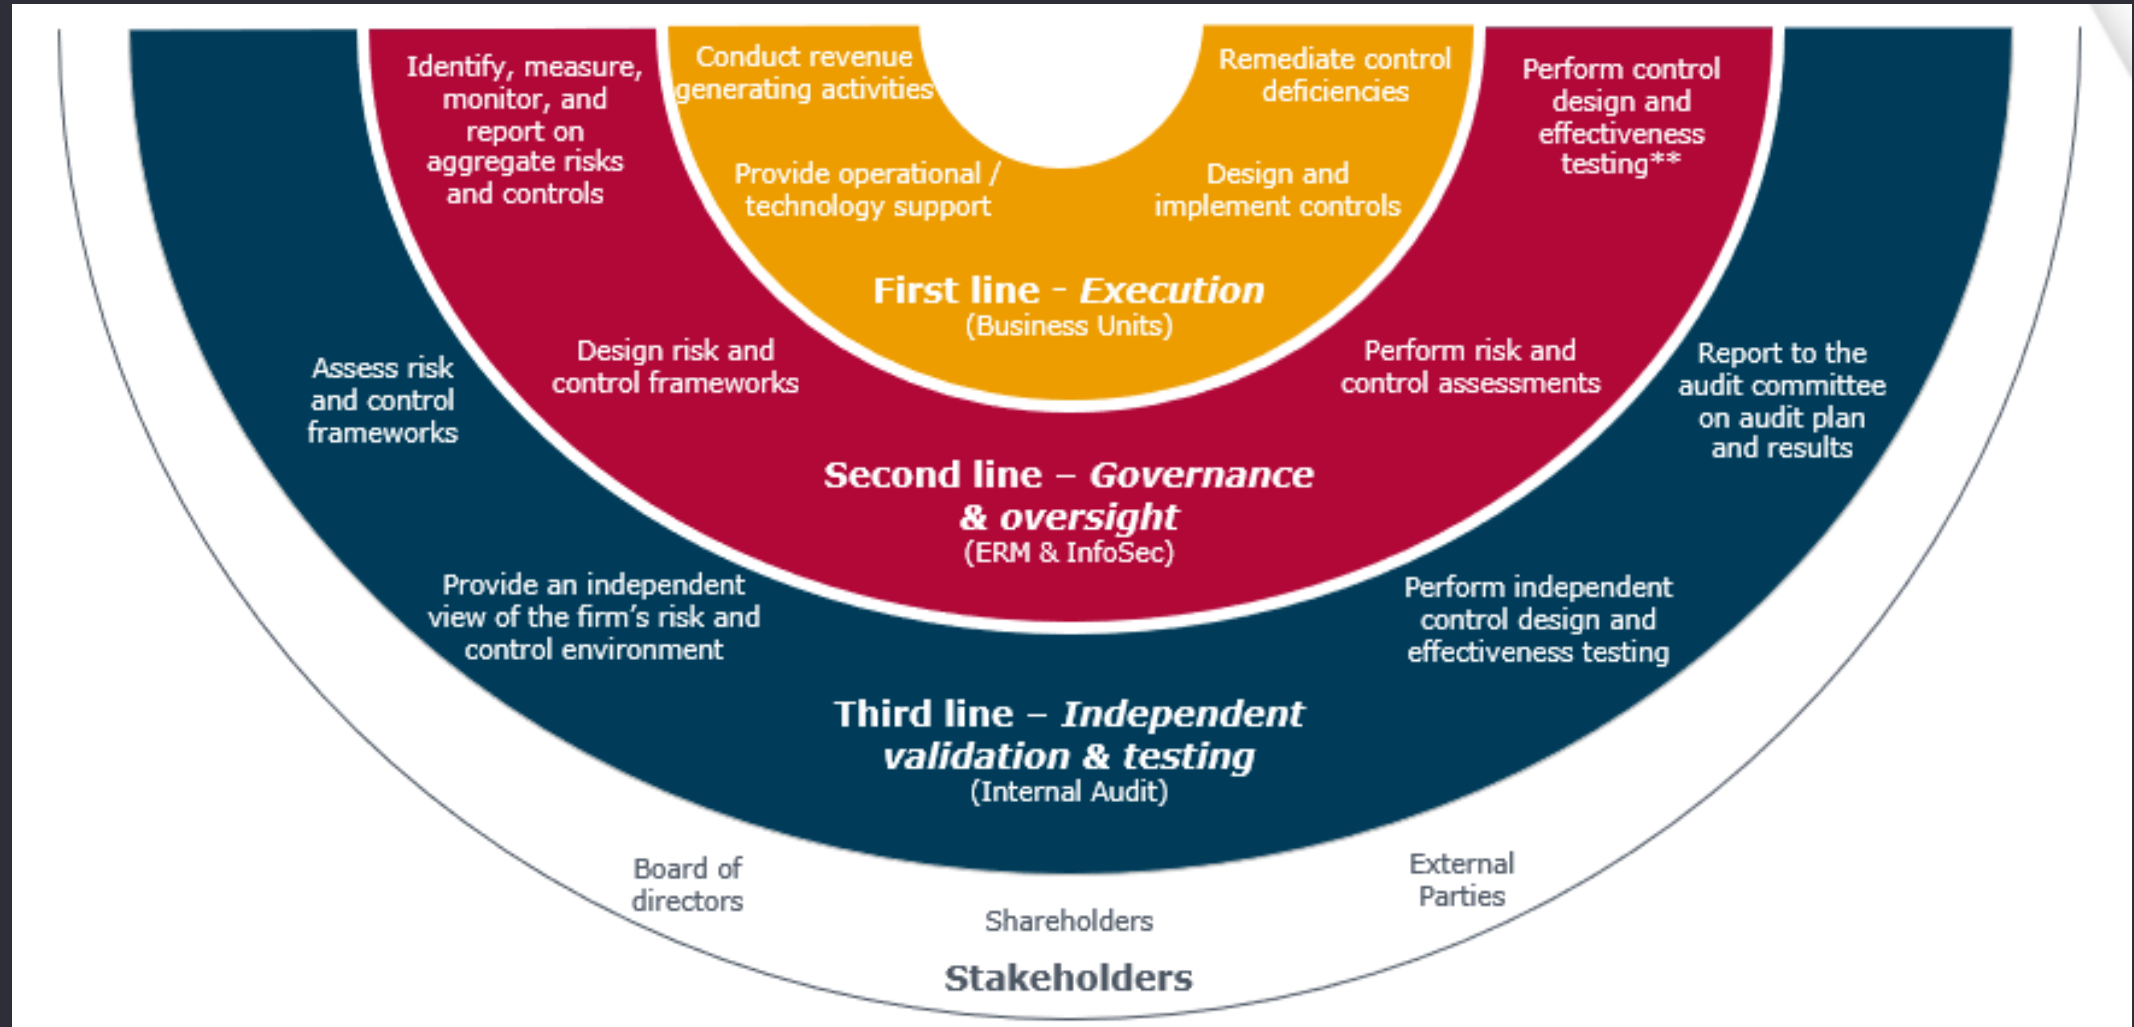 Conduct revenue
generating activities
Remediate control
deficiencies
Provide operational /
technology support
Design and
implement controls
First line - Execution
(Business Units)
Identify, measure,
monitor, and
report on
aggregate risks
and controls
Perform control
design and
effectiveness
testing**
Design risk and
control frameworks
Perform risk and
control assessments
Second line – Governance
& oversight
(ERM & InfoSec)
Assess risk
and control
frameworks
Report to the
audit committee
on audit plan
and results
Provide an independent
view of the firm’s risk and
control environment
Perform independent
control design and
effectiveness testing
Third line – Independent
validation & testing
(Internal Audit)
Board of
directors
Shareholders
External
Parties
Stakeholders